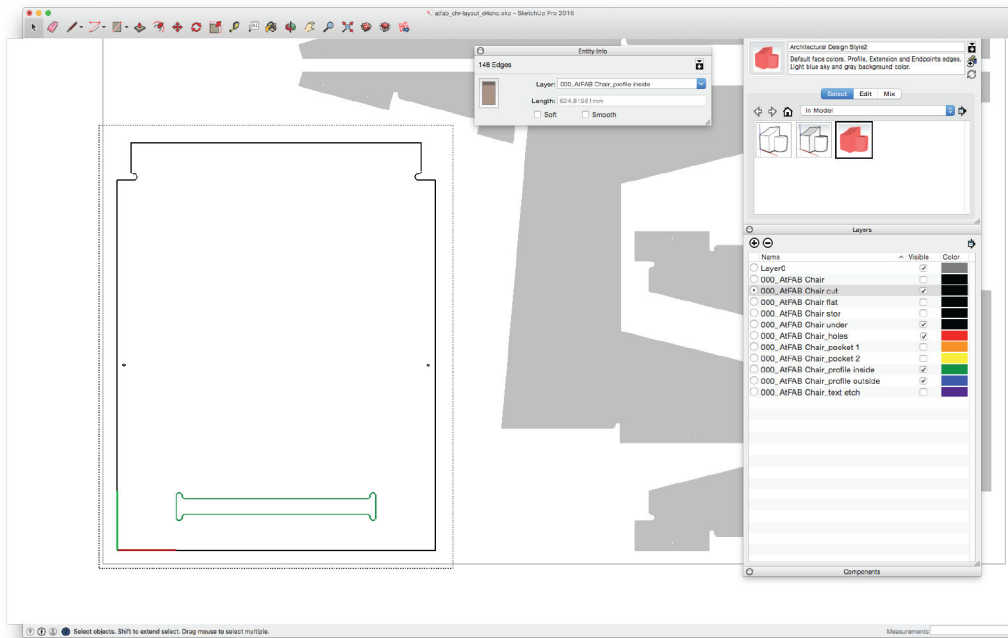 atfab_chr-layout_d4cnc.skp - SketchUp Pro 2016
Entity Info
148 Edges
Layer: 000_AtFAB Chair_profile inside
Length: 624.61561 mm
Soft Smooth
Architectural Design Style2
Default face colors. Profile, Extension and Endpoints edges.
Light blue sky and gray background color.
Select Edit Mix
In Model
Layers
Name Visible Color
Layer0
000_AtFAB Chair
000_AtFAB Chair cut
000_AtFAB Chair flat
000_AtFAB Chair stor
000_AtFAB Chair under
000_AtFAB Chair_holes
000_AtFAB Chair_pocket 1
000_AtFAB Chair_pocket 2
000_AtFAB Chair_profile inside
000_AtFAB Chair_profile outside
000_AtFAB Chair_text etch
Components
Select objects. Shift to extend select. Drag mouse to select multiple.
Measurements